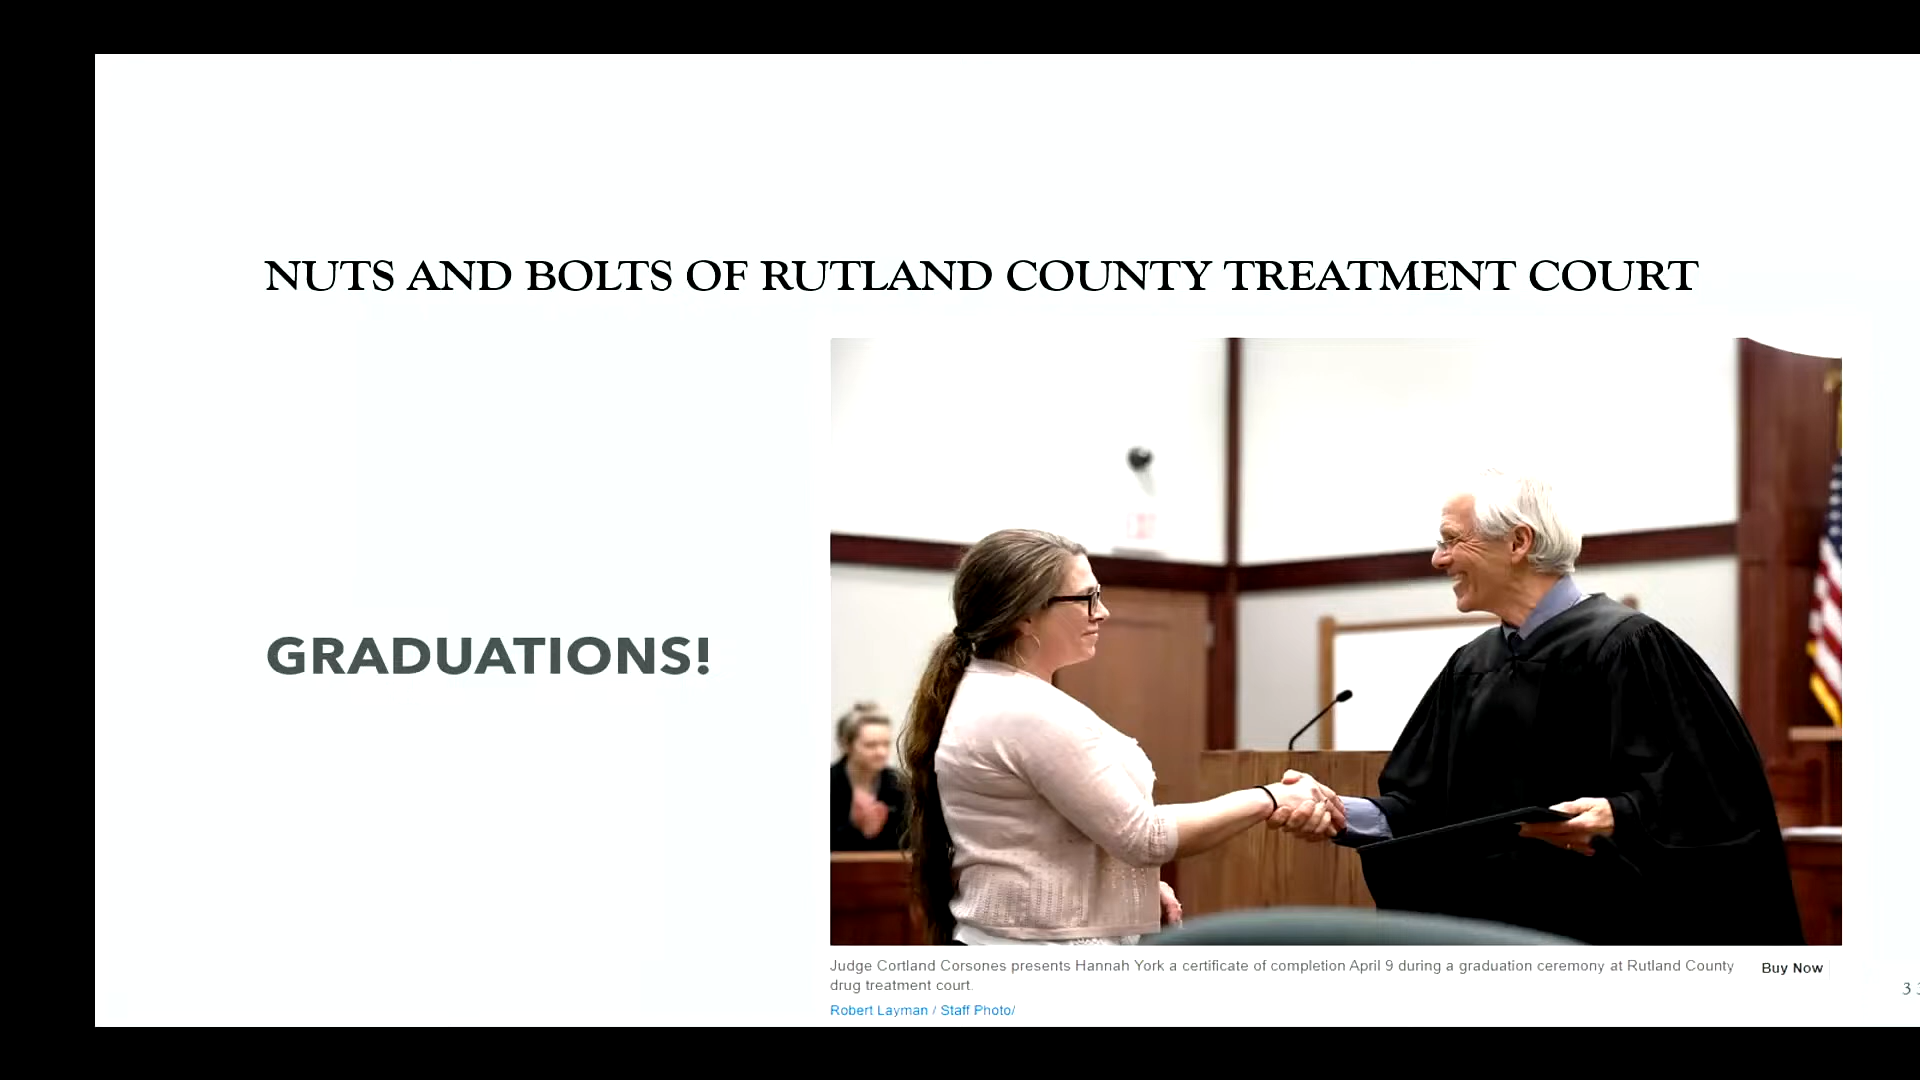 NUTS AND BOLTS OF RUTLAND COUNTY TREATMENT COURT
GRADUATIONS!
Judge Cortland Corsones presents Hannah York a certificate of completion April 9 during a graduation ceremony at Rutland County
drug treatment court.
Buy Now
Robert Layman / Staff Photo/